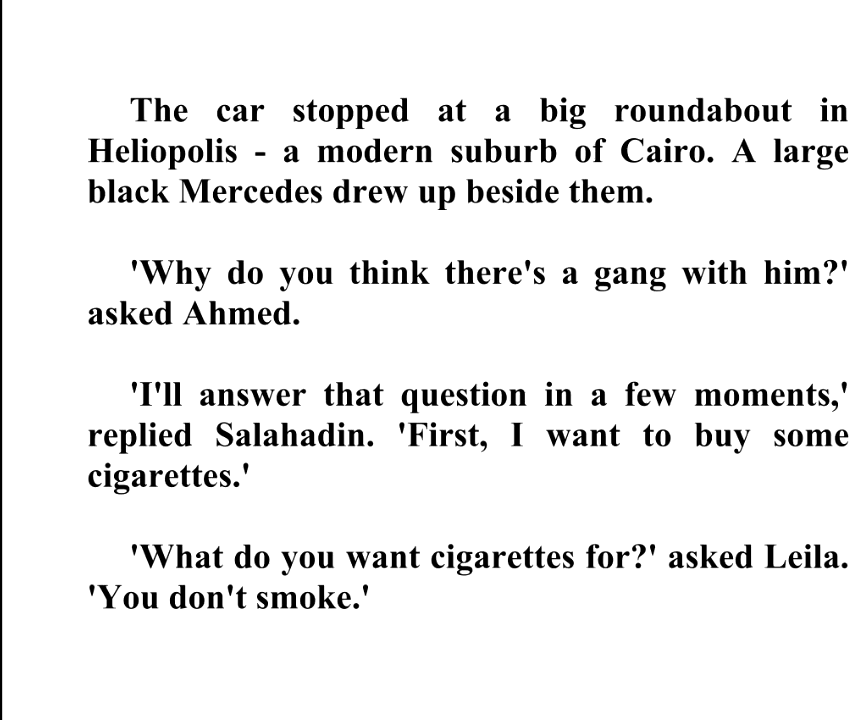 The car stopped at a big roundabout in
Heliopolis - a modern suburb of Cairo. A large
black Mercedes drew up beside them.
'Why do you think there's a gang with him?'
asked Ahmed.
'I'll answer that question in a few moments,'
replied Salahadin. 'First, I want to buy some
cigarettes.'
'What do you want cigarettes for?' asked Leila.
'You don't smoke.'